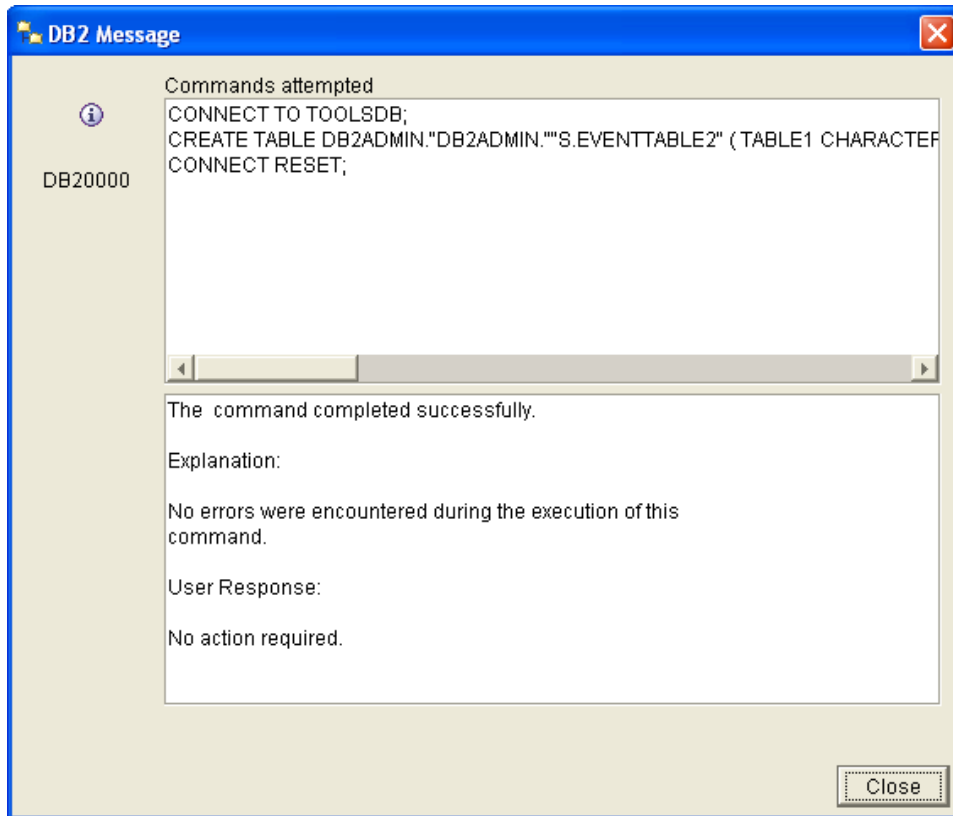 DB2 Message
Commands attempted
CONNECT TO TOOLSDB;
CREATE TABLE DB2ADMIN."DB2ADMIN.""S.EVENTTABLE2" ( TABLE1 CHARACTER
CONNECT RESET;
DB20000
The  command completed successfully.
Explanation:
No errors were encountered during the execution of this
command.
User Response:
No action required.
Close